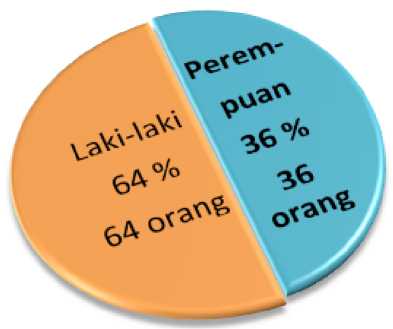 Laki-laki
64 %
64 orang
Perem-
puan
36 %
36
orang